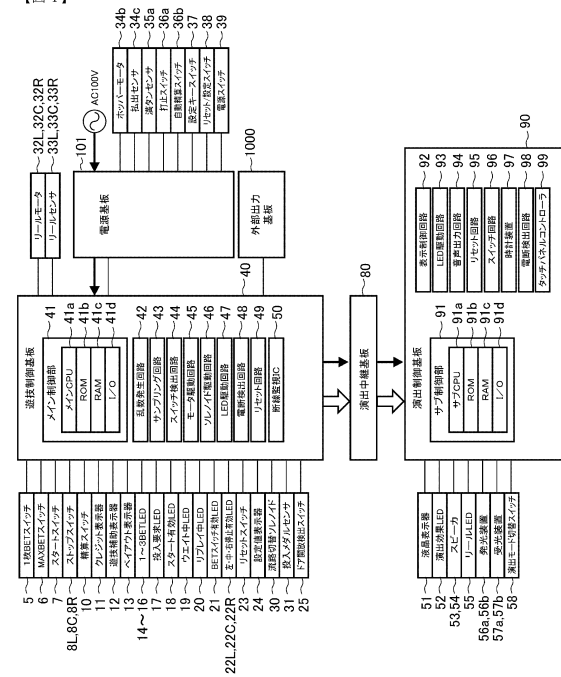 【図4】
34b ホッパーモータ
34c 払出センサ
35a 満タンセンサ
36a 打止スイッチ
36b 自動精算スイッチ
37 設定キースイッチ
38 リセット/設定スイッチ
39 電源スイッチ
AC100V
101
電源基板
1000
外部出力基板
リールモータ 32L,32C,32R
リールセンサ 33L,33C,33R
40
遊技制御基板
メイン制御部 41
メインCPU 41a
ROM 41b
RAM 41c
I/O 41d
乱数発生回路 42
サンプリング回路 43
スイッチ検出回路 44
モータ駆動回路 45
ソレノイド駆動回路 46
LED駆動回路 47
電断検出回路 48
リセット回路 49
断線監視IC 50
5 1枚BETスイッチ
6 MAXBETスイッチ
7 スタートスイッチ
8L,8C,8R ストップスイッチ
10 精算スイッチ
11 クレジット表示器
12 遊技補助表示器
13 ペイアウト表示器
14〜16 1〜3BETLED
17 投入要求LED
18 スタート有効LED
19 ウエイト中LED
20 リプレイ中LED
21 BETスイッチ有効LED
22L,22C,22R 左・中・右停止有効LED
23 リセットスイッチ
24 設定値表示器
30 流路切替ソレノイド
31 投入メダルセンサ
25 ドア開放検出スイッチ
80
演出中継基板
90
演出制御基板
サブ制御部 91
サブCPU 91a
ROM 91b
RAM 91c
I/O 91d
表示制御回路 92
LED駆動回路 93
音声出力回路 94
リセット回路 95
スイッチ回路 96
時計装置 97
電断検出回路 98
タッチパネルコントローラ 99
51 液晶表示器
52 演出効果LED
53,54 スピーカ
55 リールLED
56a,56b 発光装置
57a,57b 受光装置
58 演出モード切替スイッチ